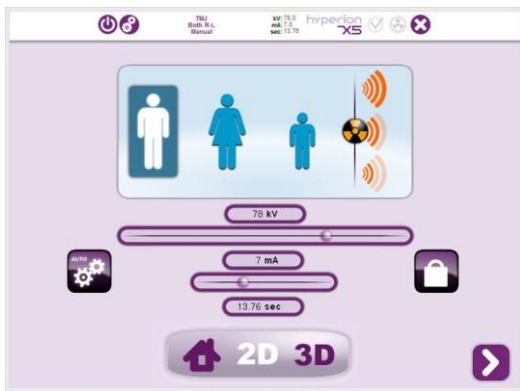 TMJ
Both R-L
Manual
kV: 78.0
mA: 7.0
sec: 13.76
hyperion
X5
78 kV
AUTO
7 mA
13.76 sec
2D 3D